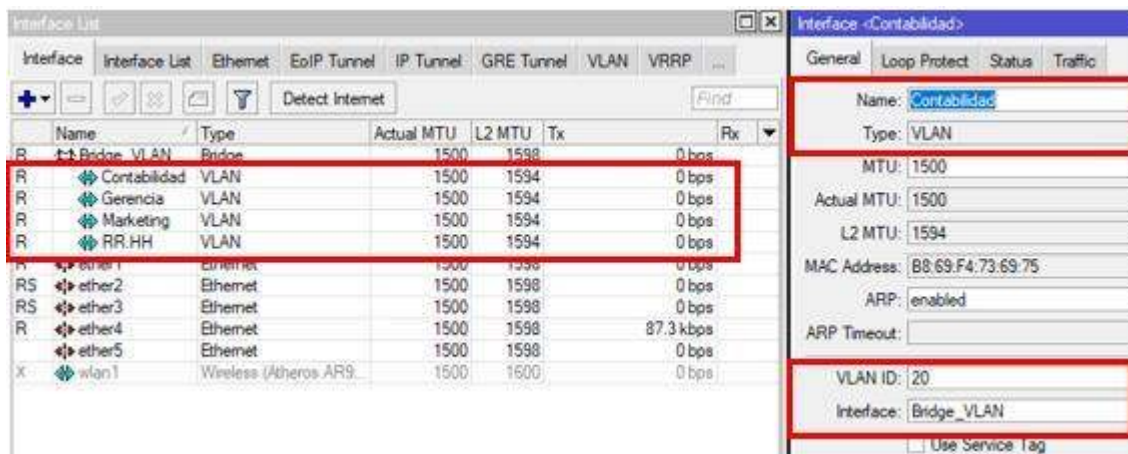 Interface List
Interface Interface List Ethernet EoIP Tunnel IP Tunnel GRE Tunnel VLAN VRRP ...
Detect Internet Find
Name Type Actual MTU L2 MTU Tx Rx
R Bridge_VLAN Bridge 1500 1598 0 bps
R Contabilidad VLAN 1500 1594 0 bps
R Gerencia VLAN 1500 1594 0 bps
R Marketing VLAN 1500 1594 0 bps
R RR.HH VLAN 1500 1594 0 bps
R ether1 Ethernet 1500 1598 0 bps
RS ether2 Ethernet 1500 1598 0 bps
RS ether3 Ethernet 1500 1598 0 bps
R ether4 Ethernet 1500 1598 87.3 kbps
ether5 Ethernet 1500 1598 0 bps
X wlan1 Wireless (Atheros AR9... 1500 1600 0 bps
Interface <Contabilidad>
General Loop Protect Status Traffic
Name: Contabilidad
Type: VLAN
MTU: 1500
Actual MTU: 1500
L2 MTU: 1594
MAC Address: B8:69:F4:73:69:75
ARP: enabled
ARP Timeout:
VLAN ID: 20
Interface: Bridge_VLAN
Use Service Tag